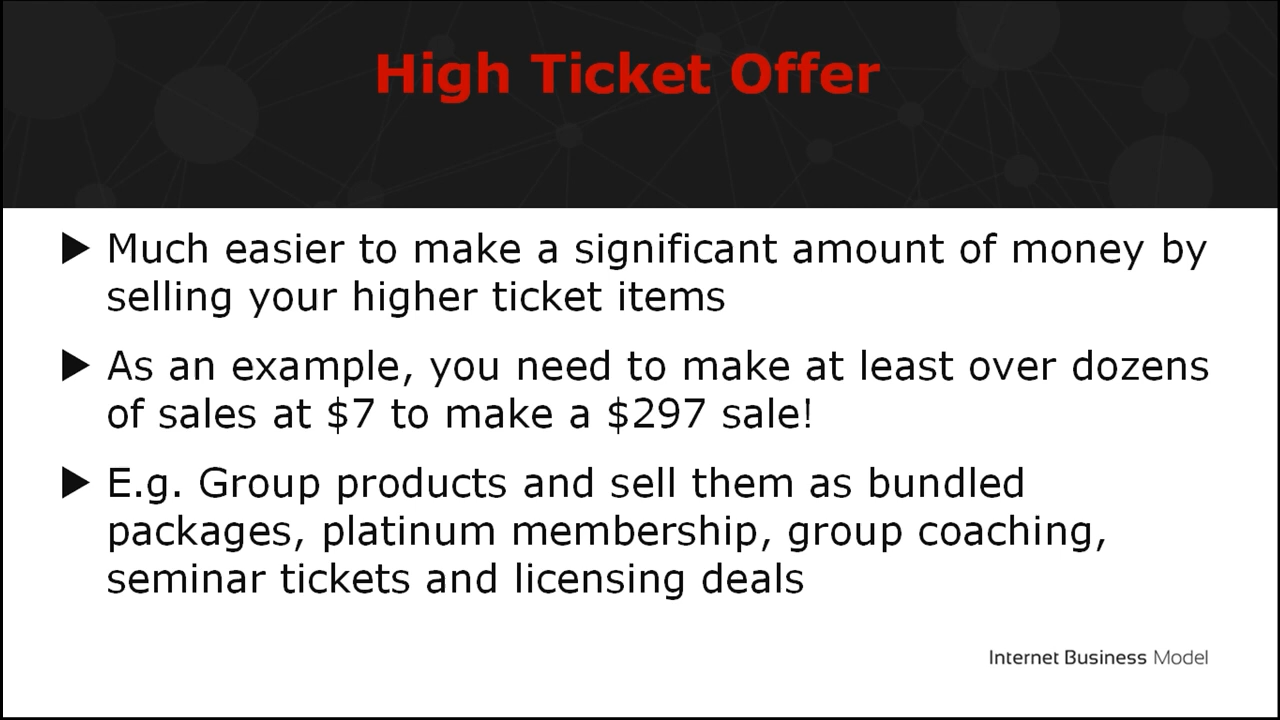 High Ticket Offer
Much easier to make a significant amount of money by
selling your higher ticket items
As an example, you need to make at least over dozens
of sales at $7 to make a $297 sale!
E.g. Group products and sell them as bundled
packages, platinum membership, group coaching,
seminar tickets and licensing deals
Internet Business Model